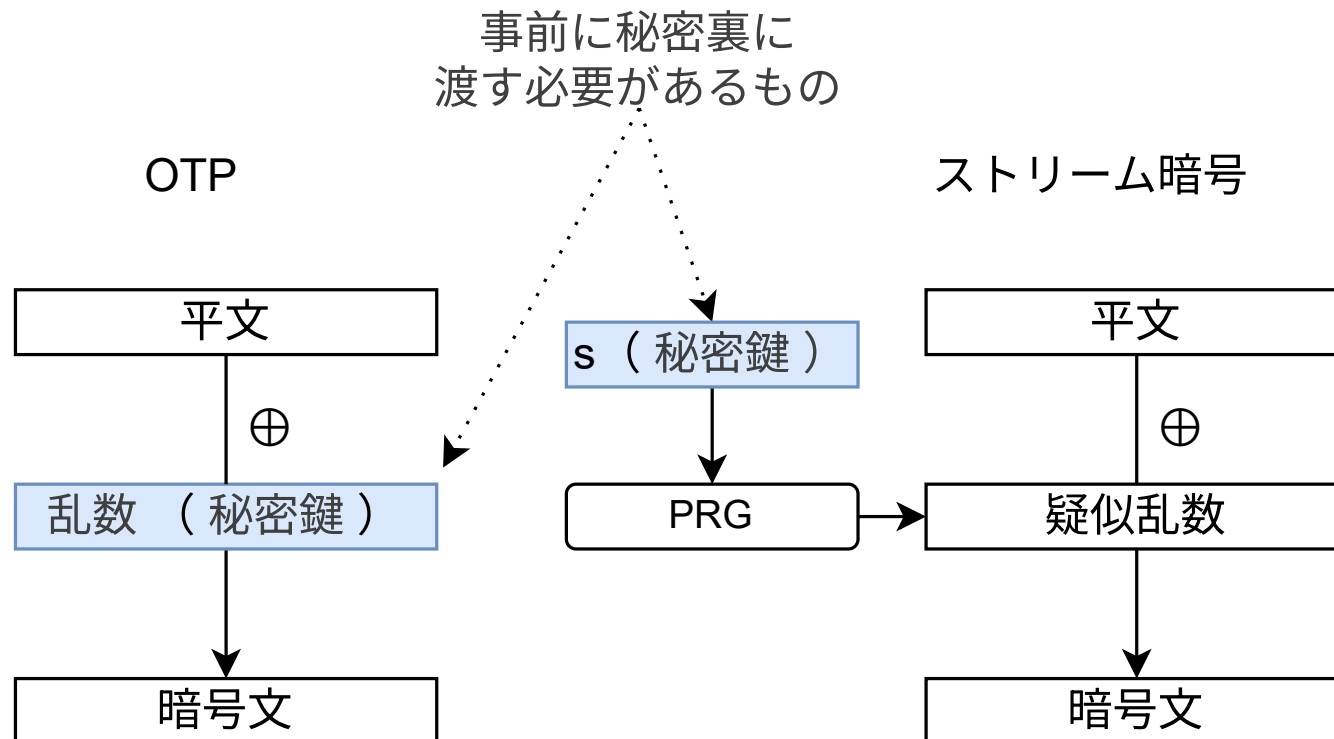 事前に秘密裏に
渡す必要があるもの
OTP
ストリーム暗号
平文
s（秘密鍵）
平文
⊕
⊕
乱数（秘密鍵）
PRG
疑似乱数
暗号文
暗号文